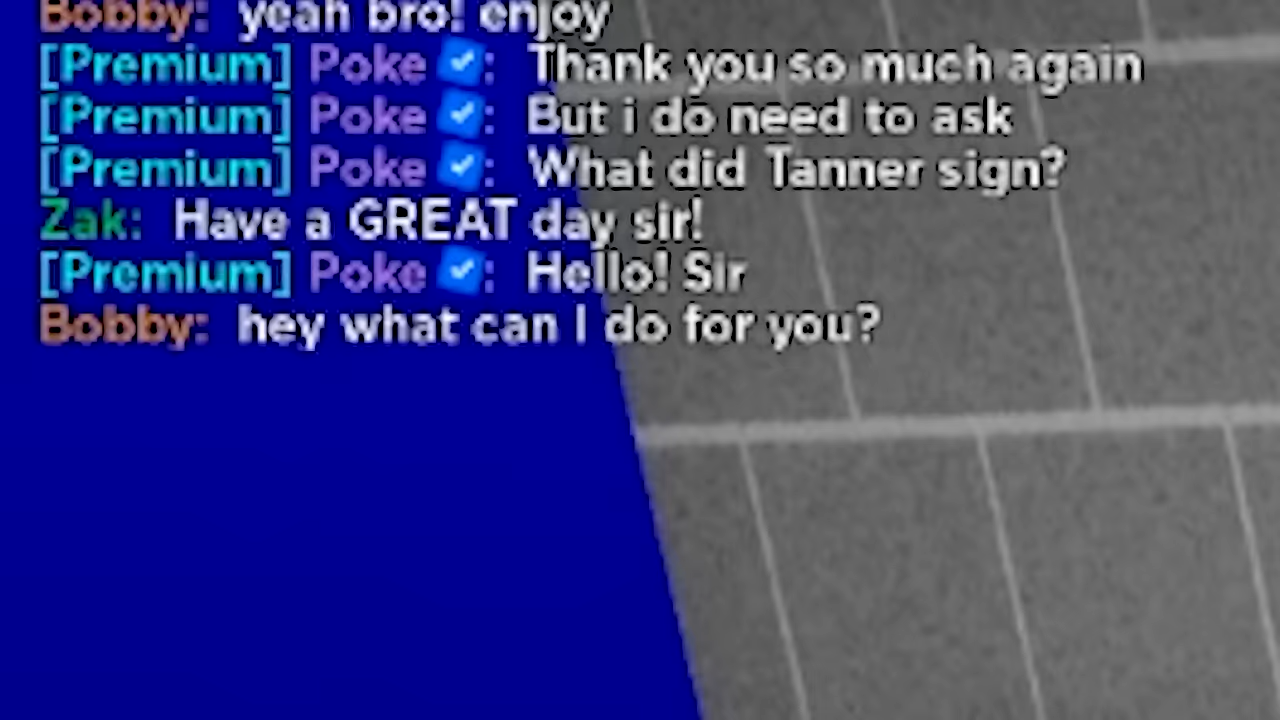 Bobby: yeah bro! enjoy
[Premium] Poke ☑: Thank you so much again
[Premium] Poke ☑: But i do need to ask
[Premium] Poke ☑: What did Tanner sign?
Zak: Have a GREAT day sir!
[Premium] Poke ☑: Hello! Sir
Bobby: hey what can I do for you?